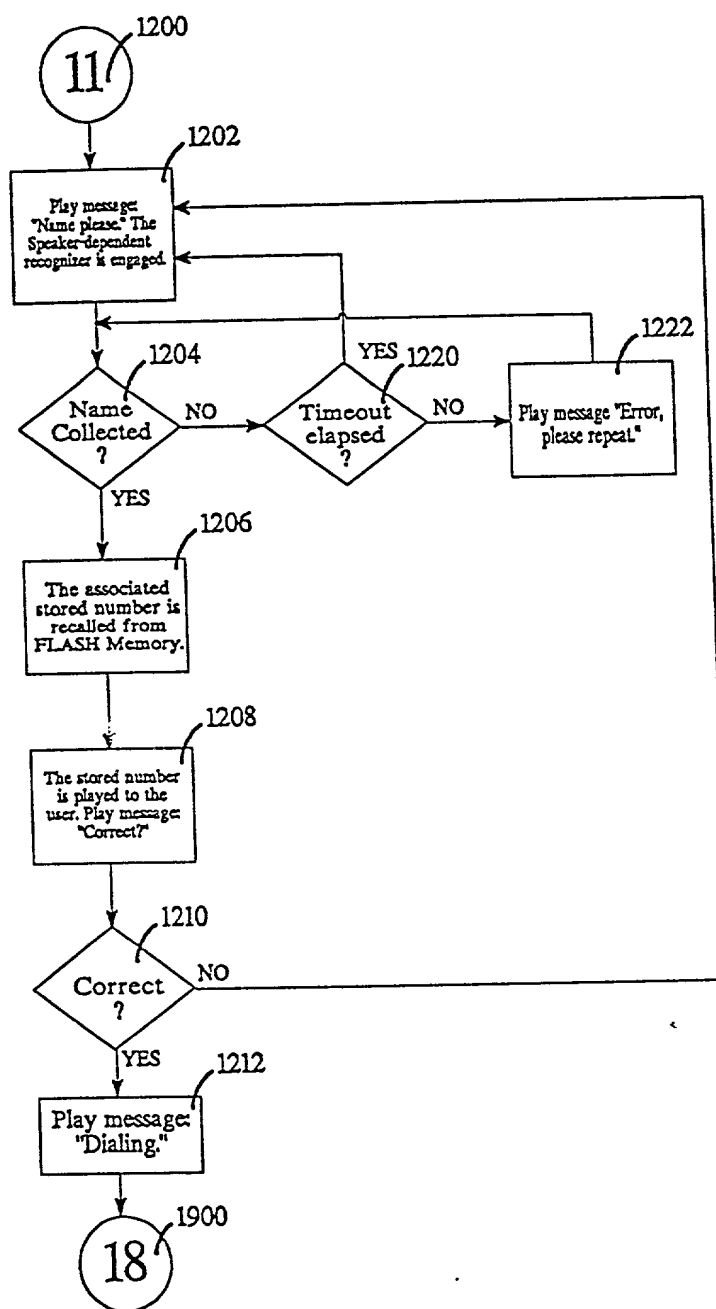 1200
11
1202
Play message:
"Name please." The
Speaker-dependent
recognizer is engaged.
1204
Name
Collected
?
NO
YES
1220
Timeout
elapsed
?
YES
NO
1222
Play message "Error,
please repeat."
1206
The associated
stored number is
recalled from
FLASH Memory.
1208
The stored number
is played to the
user. Play message:
"Correct?"
1210
Correct
?
NO
YES
1212
Play message:
"Dialing."
1900
18